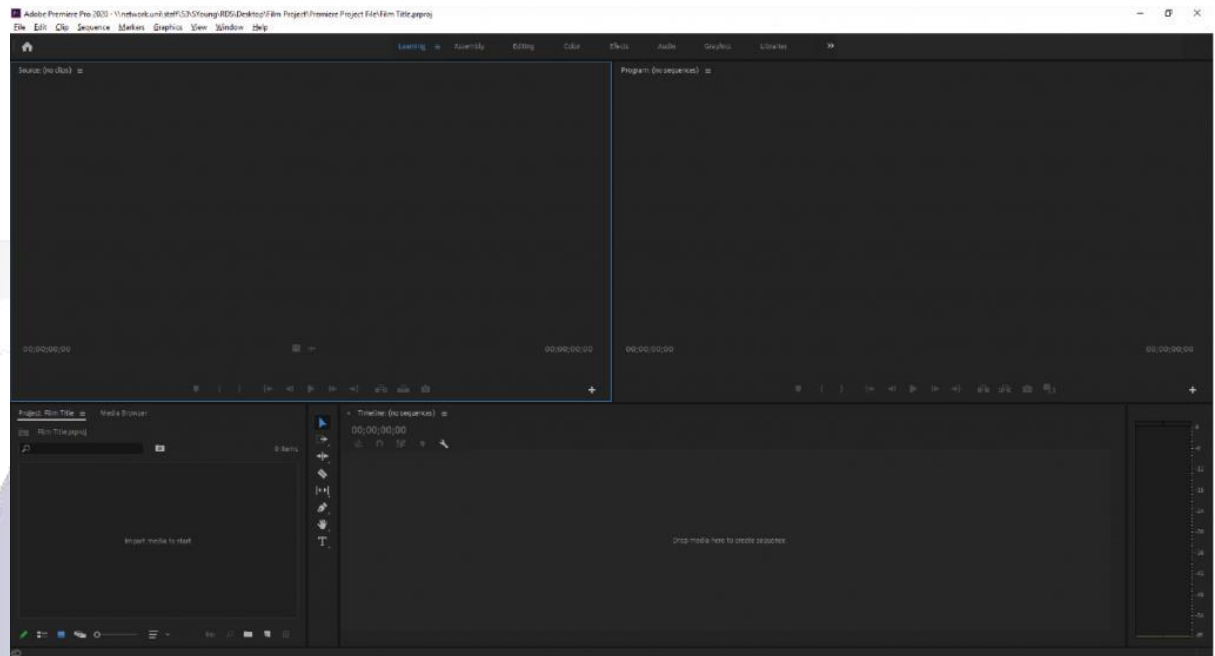 Adobe Premiere Pro 2020 - \\network.uni\staff\S3\SYoung\RDS\Desktop\Film Project\Premiere Project File\Film Title.prproj
File Edit Clip Sequence Markers Graphics View Window Help
Learning Assembly Editing Color Effects Audio Graphics Libraries
Source: (no clips)
Program: (no sequences)
00;00;00;00
00;00;00;00
00;00;00;00
00;00;00;00
Project: Film Title
Media Browser
Film Title.prproj
0 Items
Import media to start
Timeline: (no sequences)
00;00;00;00
Drop media here to create sequence.